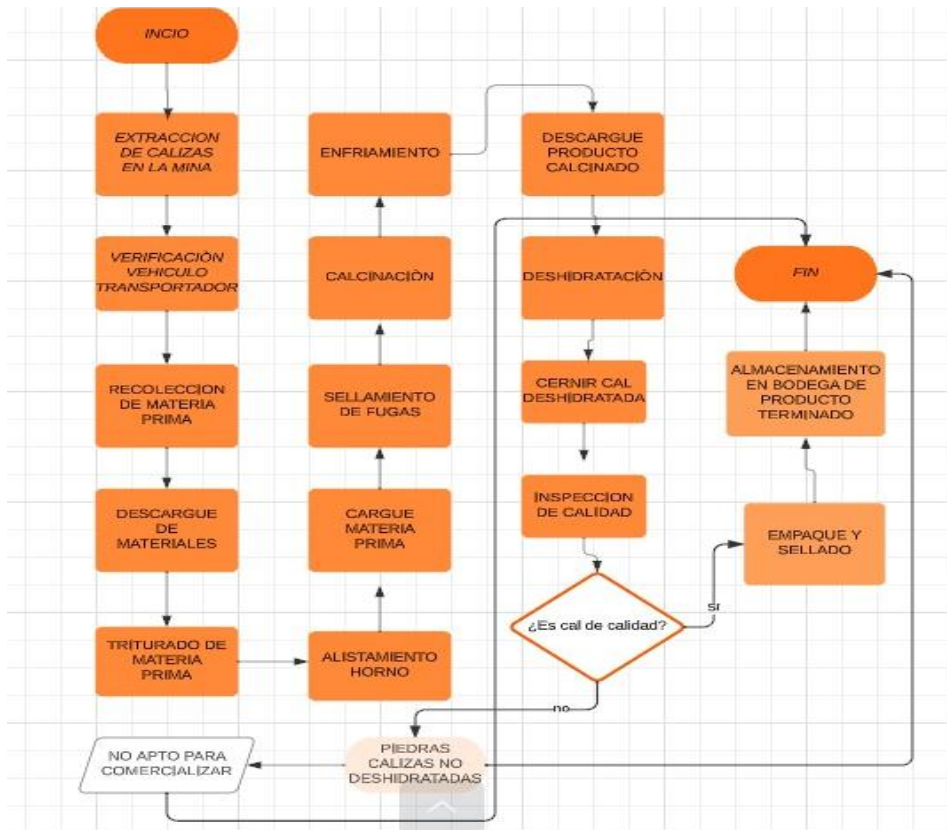 INCIO
EXTRACCION
DE CALIZAS
EN LA MINA
VERIFICACIÒN
VEHICULO
TRANSPORTADOR
RECOLECCION
DE MATERIA
PRIMA
DESCARGUE
DE
MATERIALES
TRITURADO DE
MATERIA
PRIMA
ALISTAMIENTO
HORNO
CARGUE
MATERIA
PRIMA
SELLAMIENTO
DE FUGAS
CALCINACIÒN
ENFRIAMIENTO
DESCARGUE
PRODUCTO
CALCINADO
DESHIDRATACIÒN
CERNIR CAL
DESHIDRATADA
INSPECCION
DE CALIDAD
¿Es cal de calidad?
sı
EMPAQUE Y
SELLADO
ALMACENAMIENTO
EN BODEGA DE
PRODUCTO
TERMINADO
FIN
no
PIEDRAS
CALIZAS NO
DESHIDRATADAS
NO APTO PARA
COMERCIALIZAR